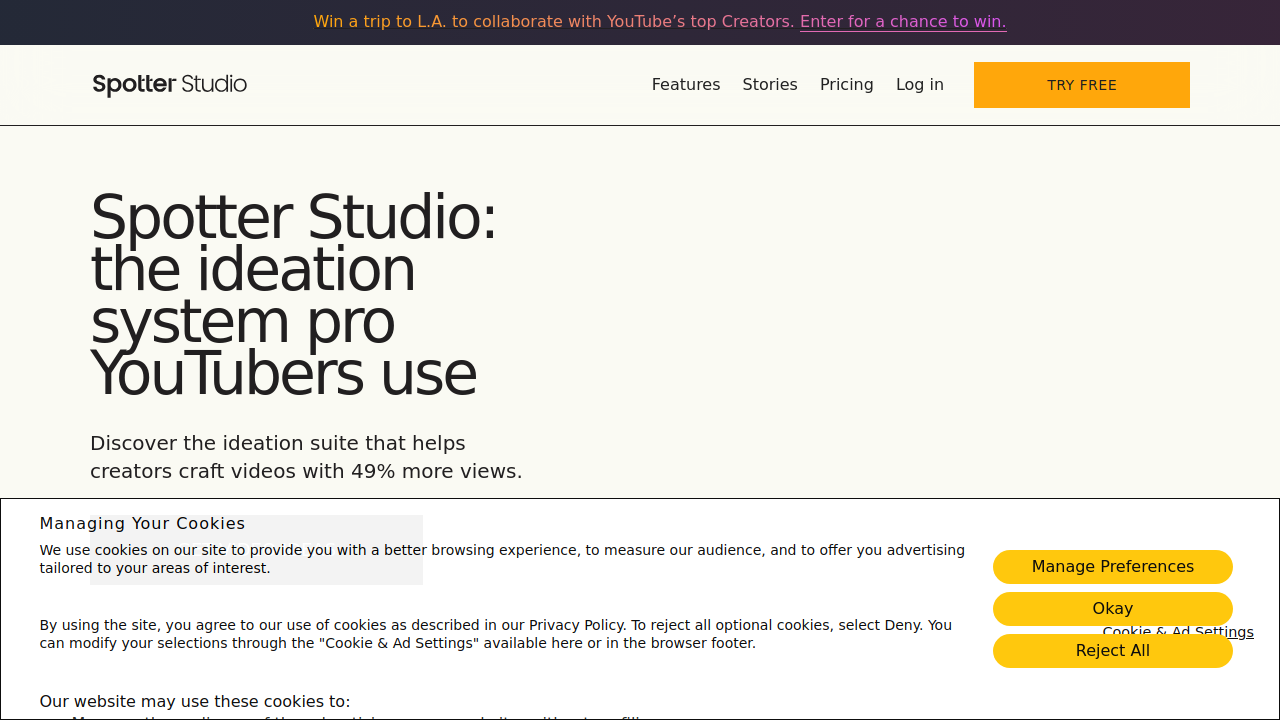 Win a trip to L.A. to collaborate with YouTube’s top Creators. Enter for a chance to win.
Spotter Studio
Features
Stories
Pricing
Log in
TRY FREE
Spotter Studio:
the ideation
system pro
YouTubers use
Discover the ideation suite that helps
creators craft videos with 49% more views.
Managing Your Cookies
We use cookies on our site to provide you with a better browsing experience, to measure our audience, and to offer you advertising
tailored to your areas of interest.
By using the site, you agree to our use of cookies as described in our Privacy Policy. To reject all optional cookies, select Deny. You
can modify your selections through the "Cookie & Ad Settings" available here or in the browser footer.
Our website may use these cookies to:
Manage Preferences
Okay
Cookie & Ad Settings
Reject All